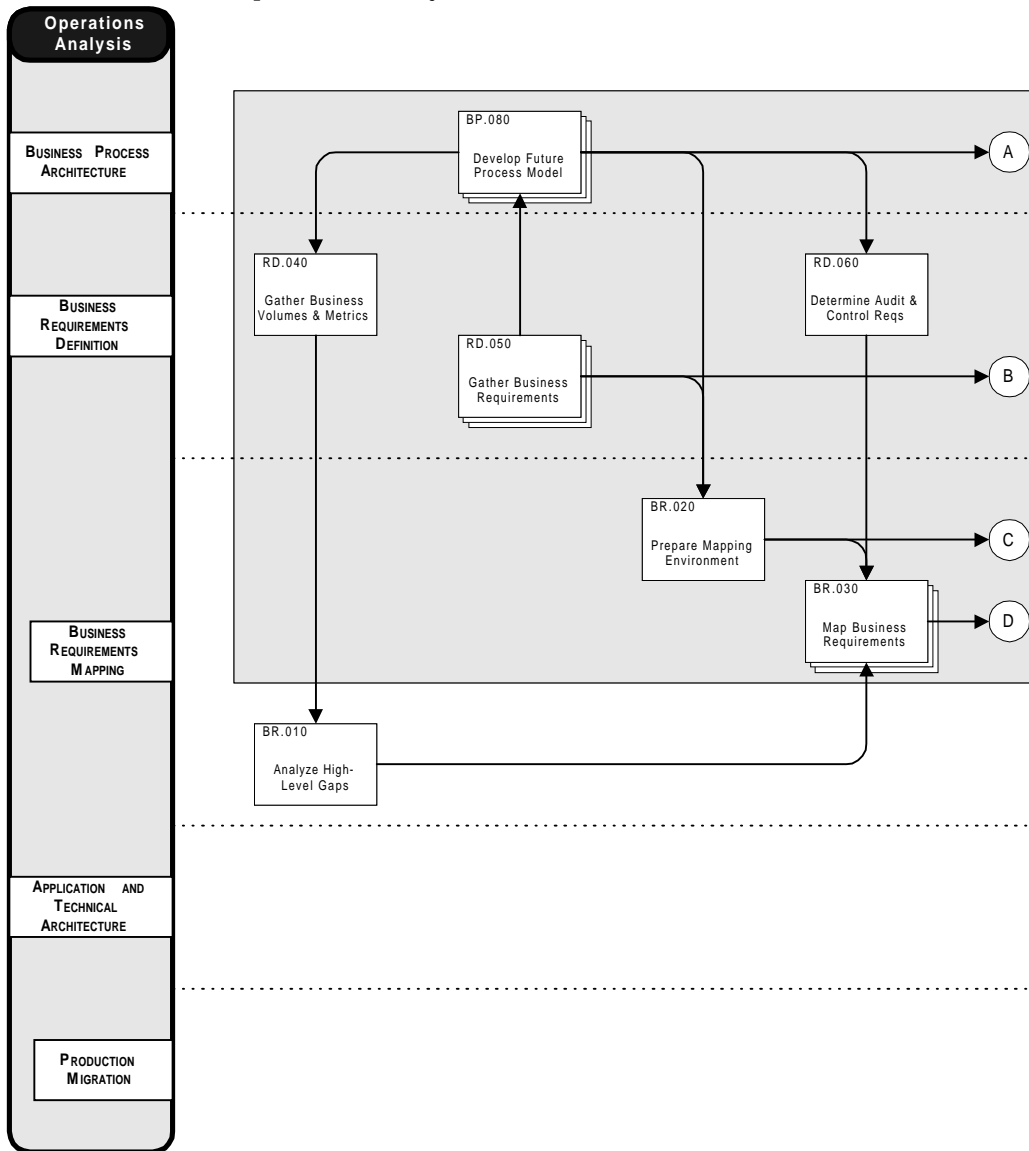 Operations
Analysis
BP.080
Develop Future
Process Model
A
BUSINESS PROCESS
ARCHITECTURE
RD.040
Gather Business
Volumes & Metrics
RD.060
Determine Audit &
Control Reqs
BUSINESS
REQUIREMENTS
DEFINITION
RD.050
Gather Business
Requirements
B
BR.020
Prepare Mapping
Environment
C
BR.030
Map Business
Requirements
D
BUSINESS
REQUIREMENTS
MAPPING
BR.010
Analyze High-
Level Gaps
APPLICATION AND
TECHNICAL
ARCHITECTURE
PRODUCTION
MIGRATION